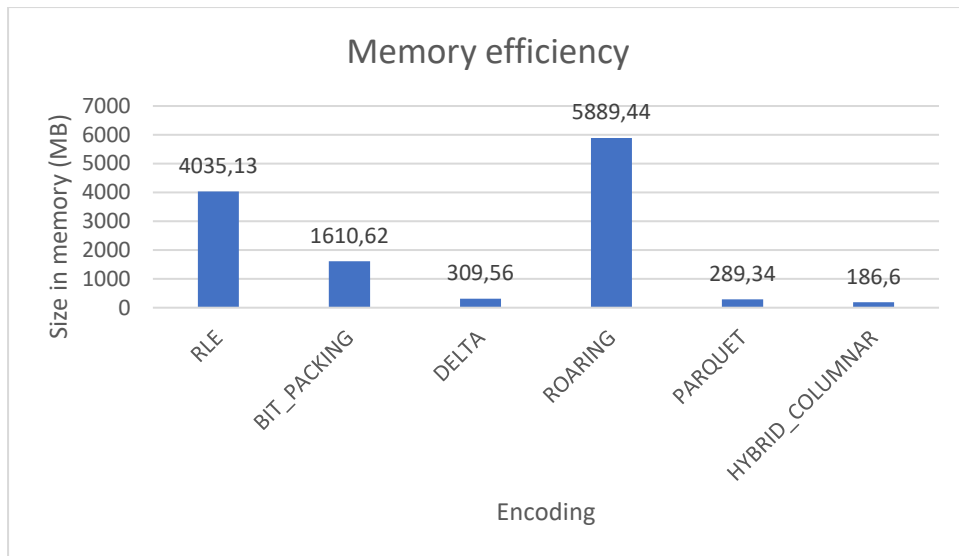 Memory efficiency
Size in memory (MB)
7000
6000
5000
4000
3000
2000
1000
0
4035,13
1610,62
309,56
5889,44
289,34
186,6
RLE
BIT_PACKING
DELTA
ROARING
PARQUET
HYBRID_COLUMNAR
Encoding